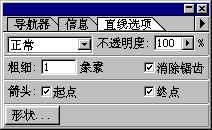 导航器 信息 直线选项
正常 不透明度: 100 %
粗细: 1 象素 消除锯齿
箭头: 起点 终点
形状...